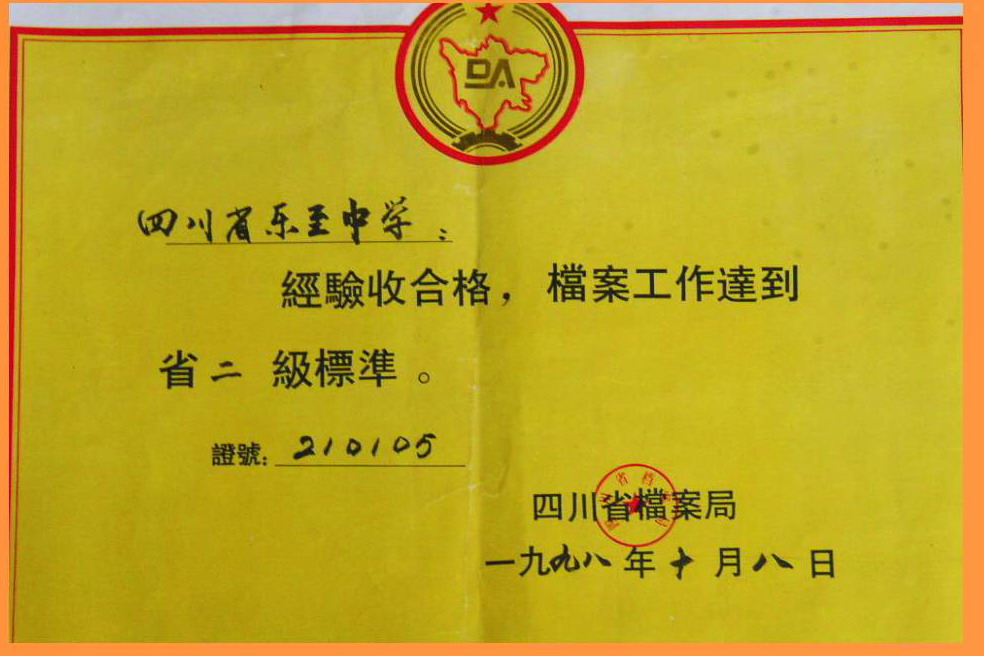 DA
四川省乐至中学：
經驗收合格，檔案工作達到
省二 級標準。
證號：210105
四川省檔案局
一九九八年十月八日